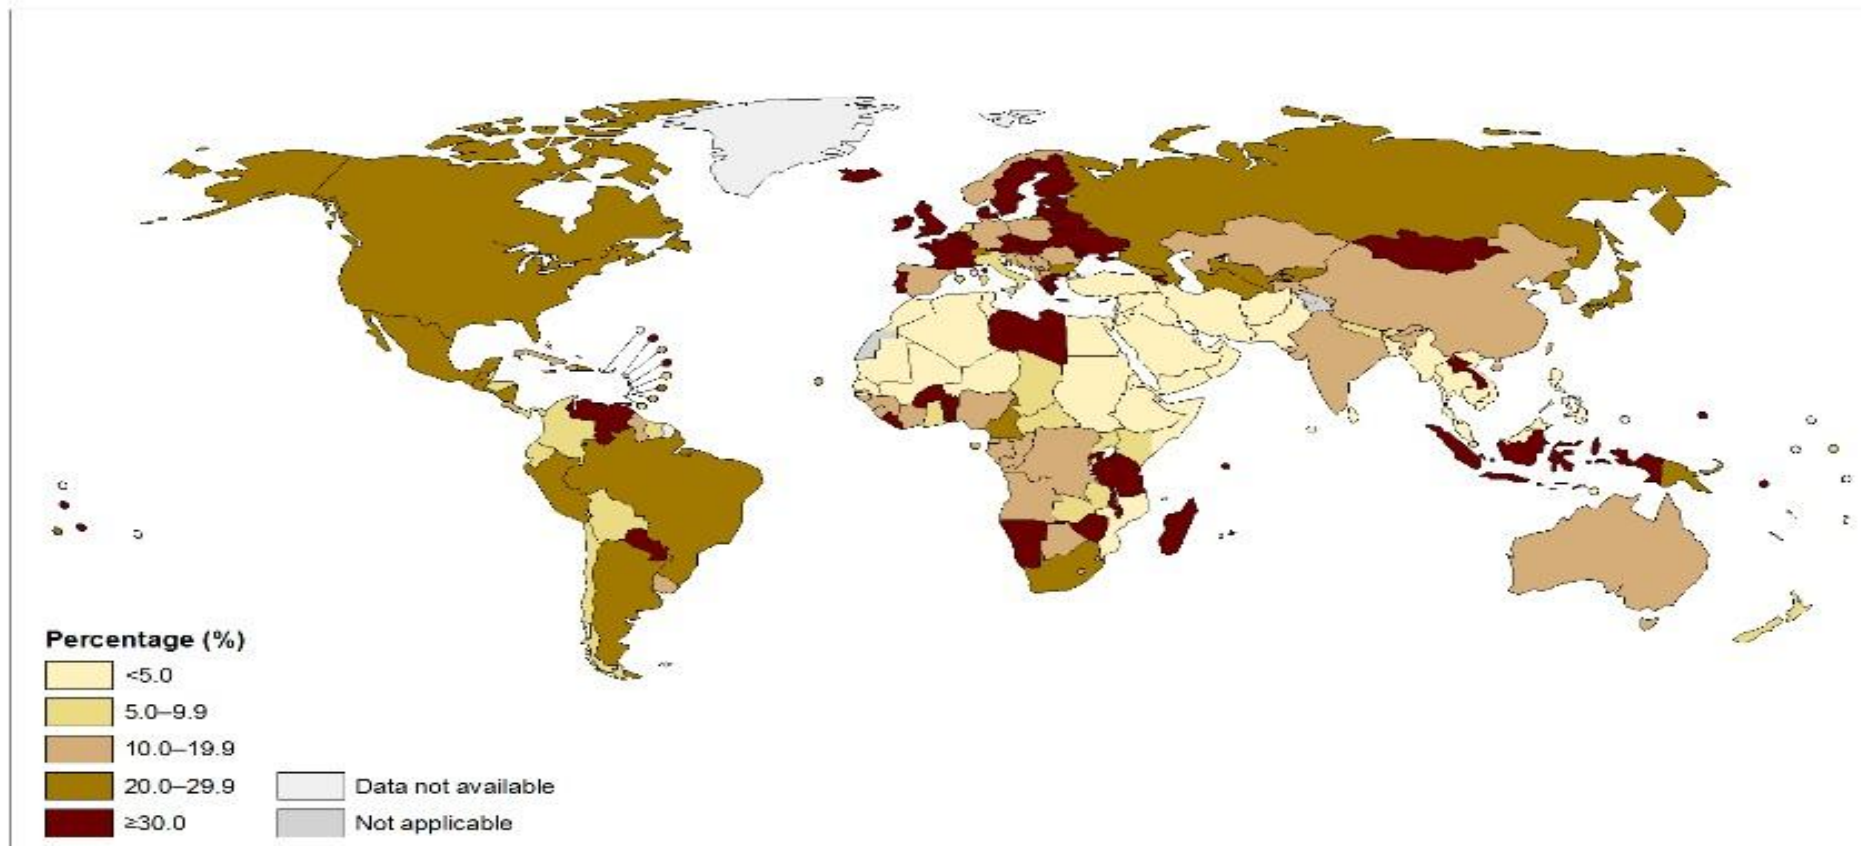 Percentage (%)
<5.0
5.0–9.9
10.0–19.9
20.0–29.9
≥30.0
Data not available
Not applicable